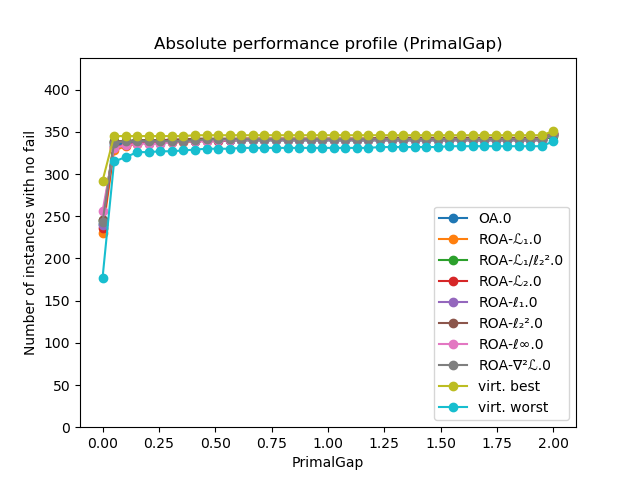 Absolute performance profile (PrimalGap)
Number of instances with no fail
400
350
300
250
200
150
100
50
0
OA.0
ROA-ℒ₁.0
ROA-ℒ₁/ℓ₂².0
ROA-ℒ₂.0
ROA-ℓ₁.0
ROA-ℓ₂².0
ROA-ℓ∞.0
ROA-∇²ℒ.0
virt. best
virt. worst
0.00 0.25 0.50 0.75 1.00 1.25 1.50 1.75 2.00
PrimalGap